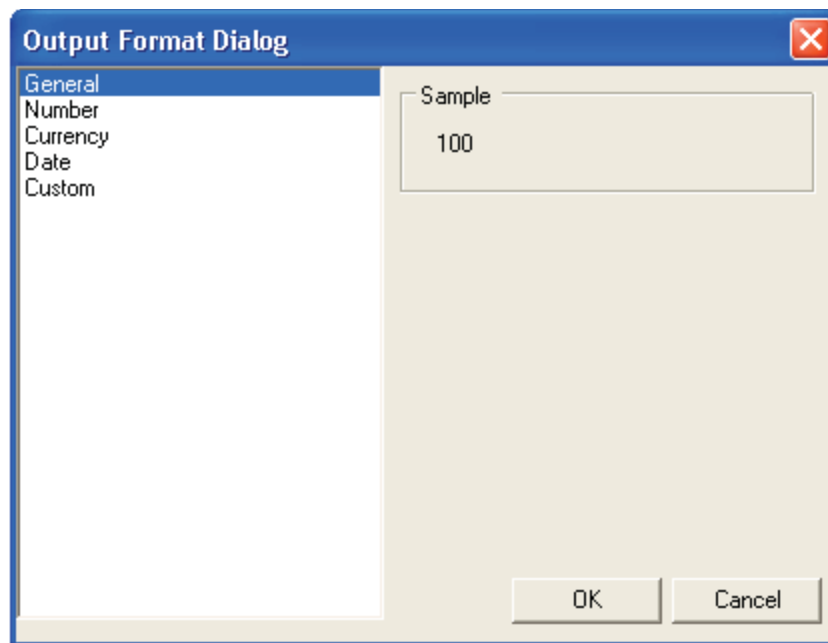 Output Format Dialog
General
Number
Currency
Date
Custom
Sample
100
OK
Cancel